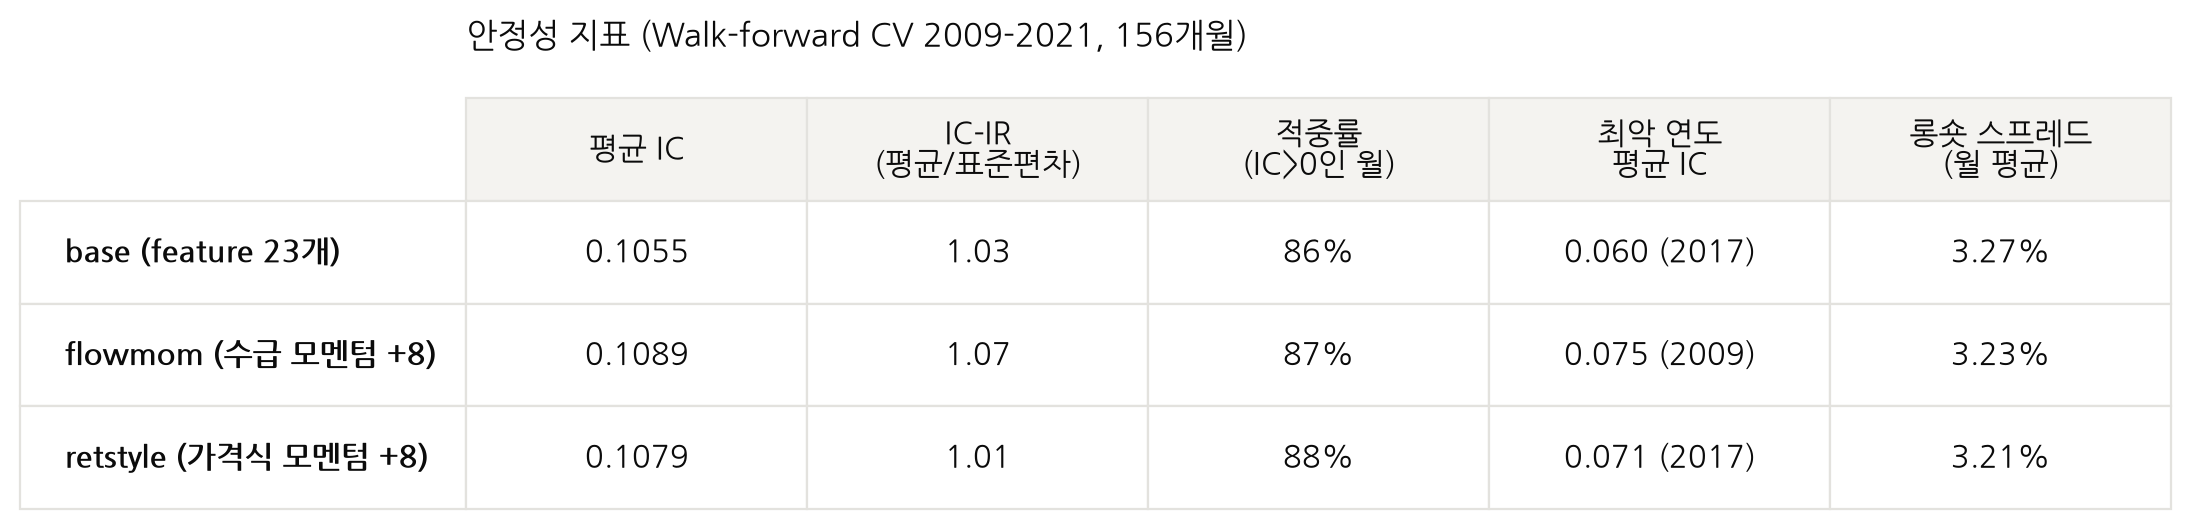 안정성 지표 (Walk-forward CV 2009-2021, 156개월)
평균 IC
IC-IR
(평균/표준편차)
적중률
(IC>0인 월)
최악 연도
평균 IC
롱숏 스프레드
(월 평균)
base (feature 23개)
0.1055
1.03
86%
0.060 (2017)
3.27%
flowmom (수급 모멘텀 +8)
0.1089
1.07
87%
0.075 (2009)
3.23%
retstyle (가격식 모멘텀 +8)
0.1079
1.01
88%
0.071 (2017)
3.21%